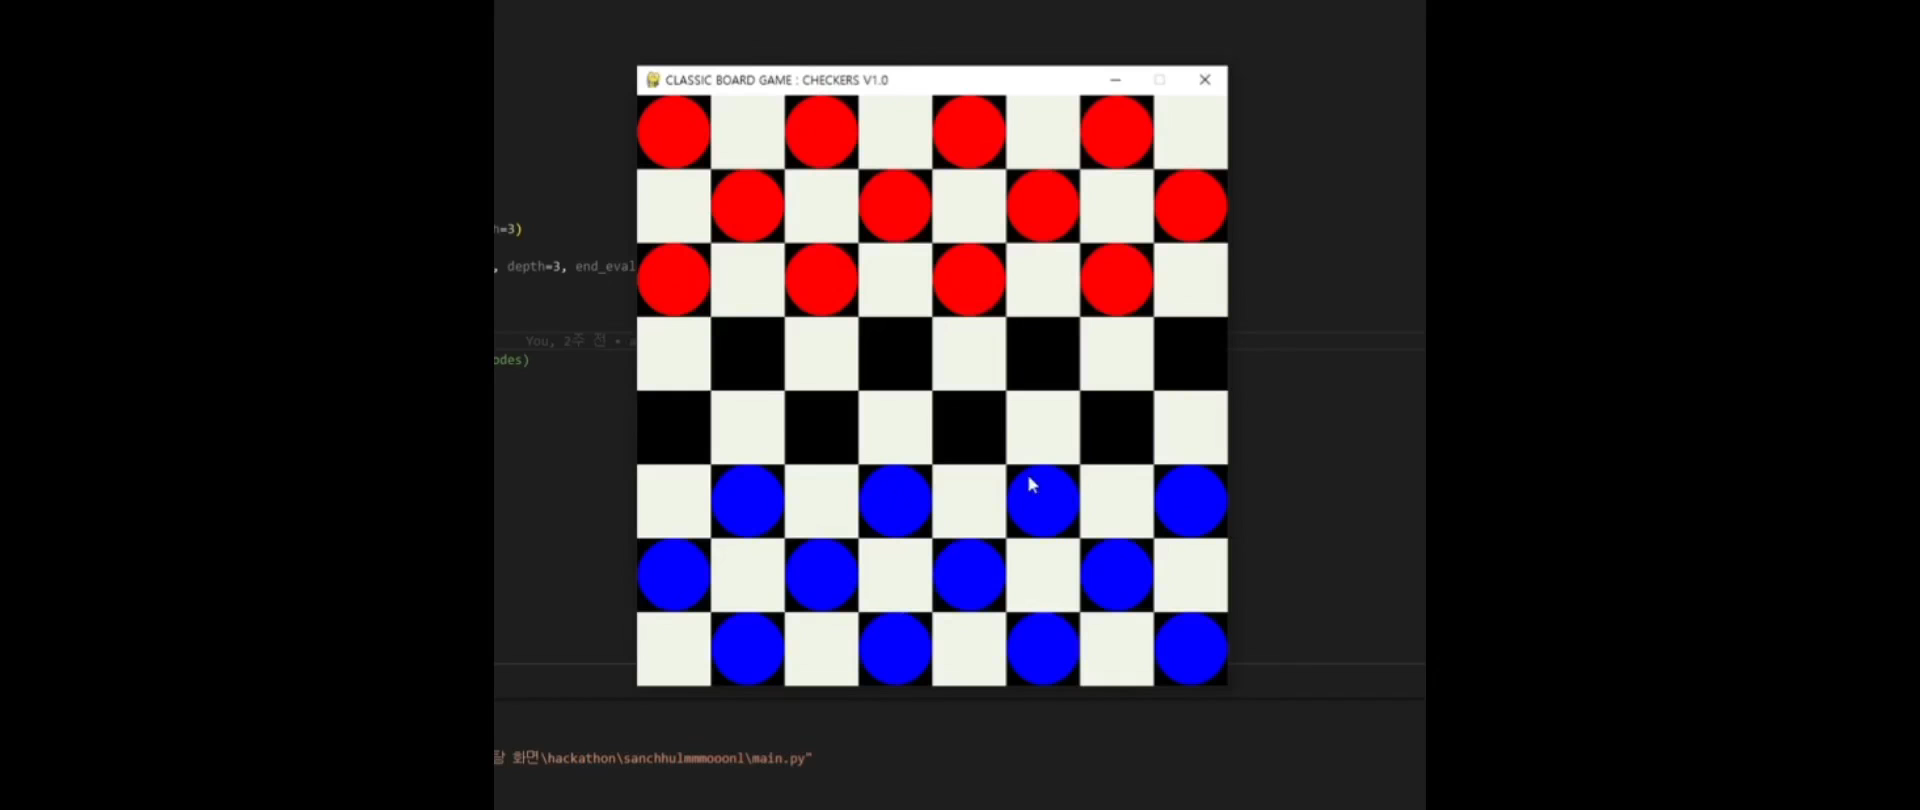 CLASSIC BOARD GAME : CHECKERS V1.0
h=3)
, depth=3, end_eval
You, 2주 전 • a
odes)
탕 화면\hackathon\sanchhulmmmooonl\main.py"